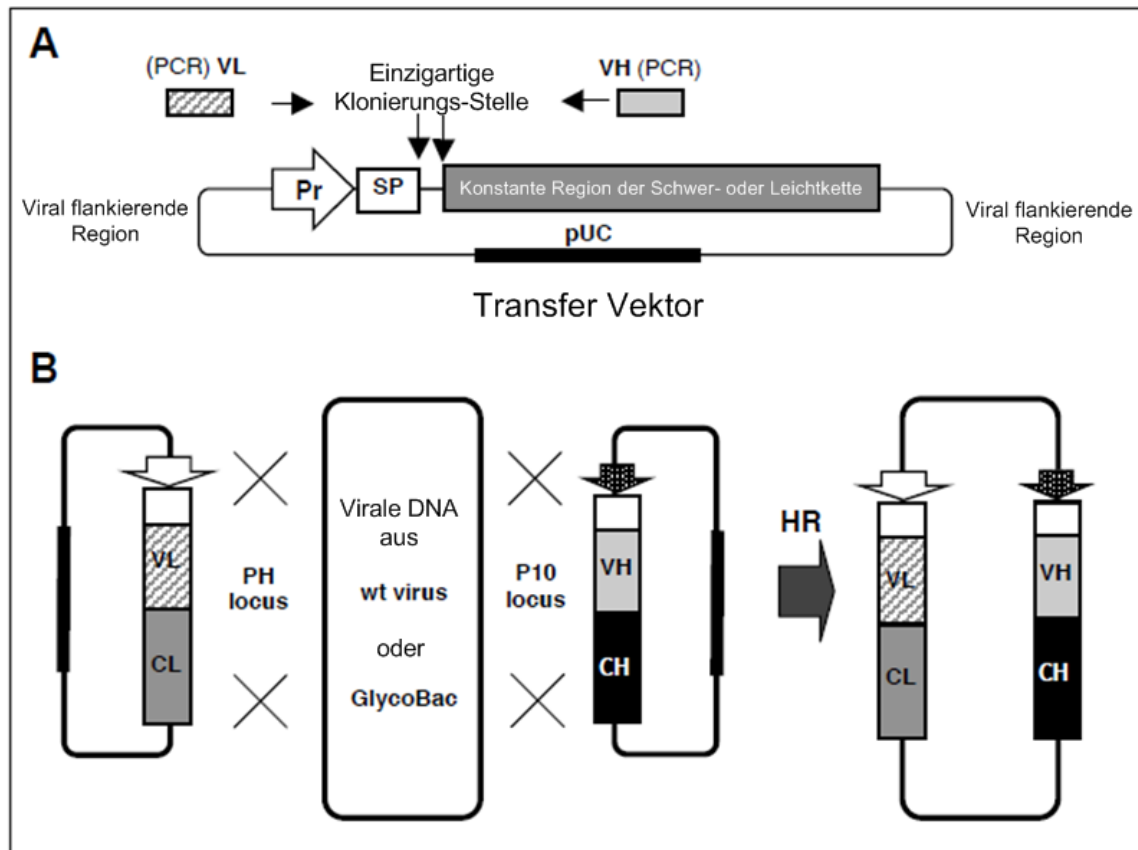 A
(PCR) VL
Einzigartige
Klonierungs-Stelle
VH (PCR)
Viral flankierende
Region
Pr
SP
Konstante Region der Schwer- oder Leichtkette
Viral flankierende
Region
pUC
Transfer Vektor
B
VL
CL
PH
locus
Virale DNA
aus
wt virus
oder
GlycoBac
P10
locus
VH
CH
HR
VL
CL
VH
CH